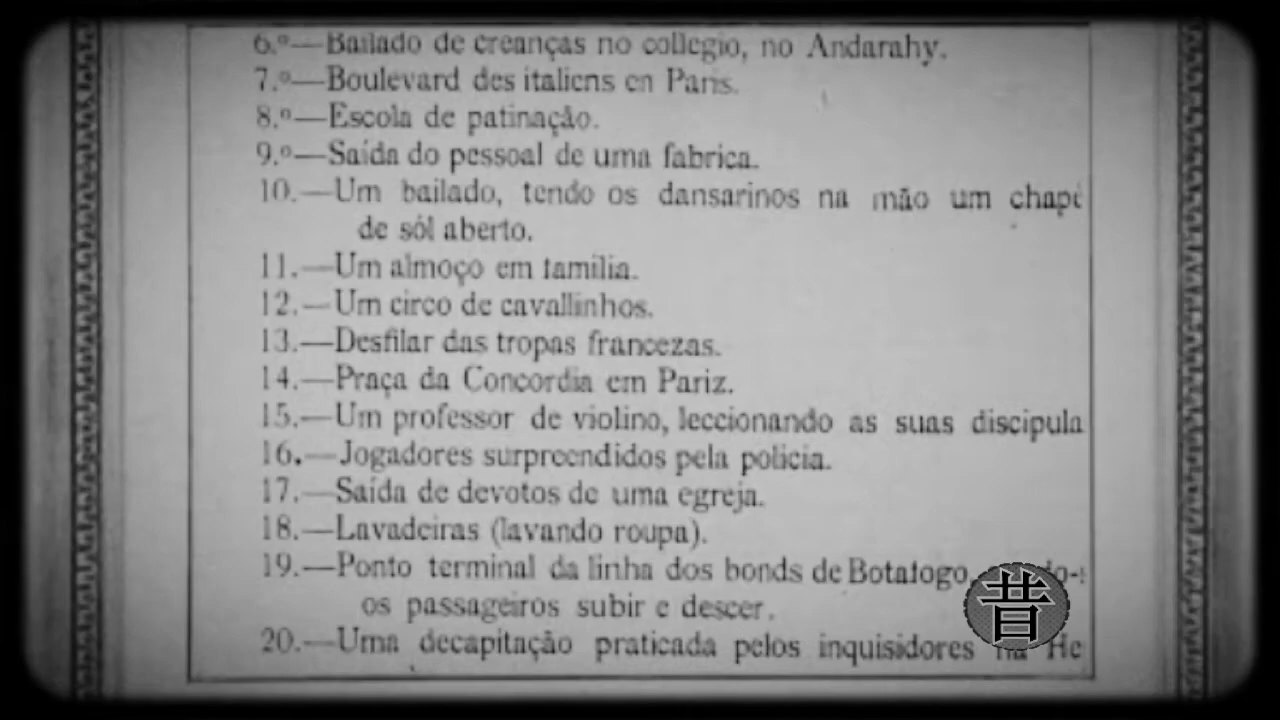 6.º—Bailado de creanças no collegio, no Andarahy.
7.º—Boulevard des italiens en Paris.
8.º—Escola de patinação.
9.º—Saída do pessoal de uma fabrica.
10.—Um bailado, tendo os dansarinos na mão um chapé
de sól aberto.
11.—Um almoço em familia.
12.—Um circo de cavallinhos.
13.—Desfilar das tropas francezas.
14.—Praça da Concordia em Pariz.
15.—Um professor de violino, leccionando as suas discipula
16.—Jogadores surpreendidos pela policia.
17.—Saída de devotos de uma egreja.
18.—Lavadeiras (lavando roupa).
19.—Ponto terminal da linha dos bonds de Botafogo,
os passageiros subir e descer.
20.—Uma decapitação praticada pelos inquisidores na He
昔